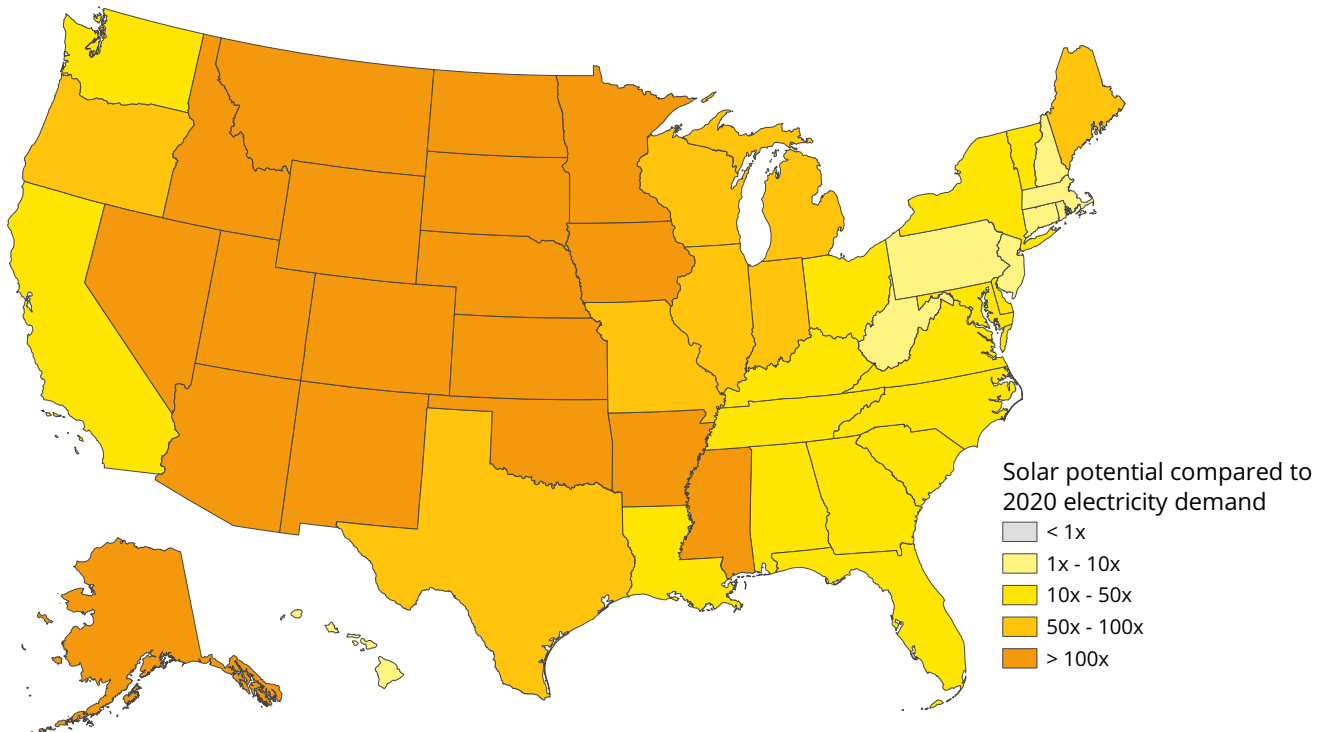 Solar potential compared to
2020 electricity demand
< 1x
1x - 10x
10x - 50x
50x - 100x
> 100x